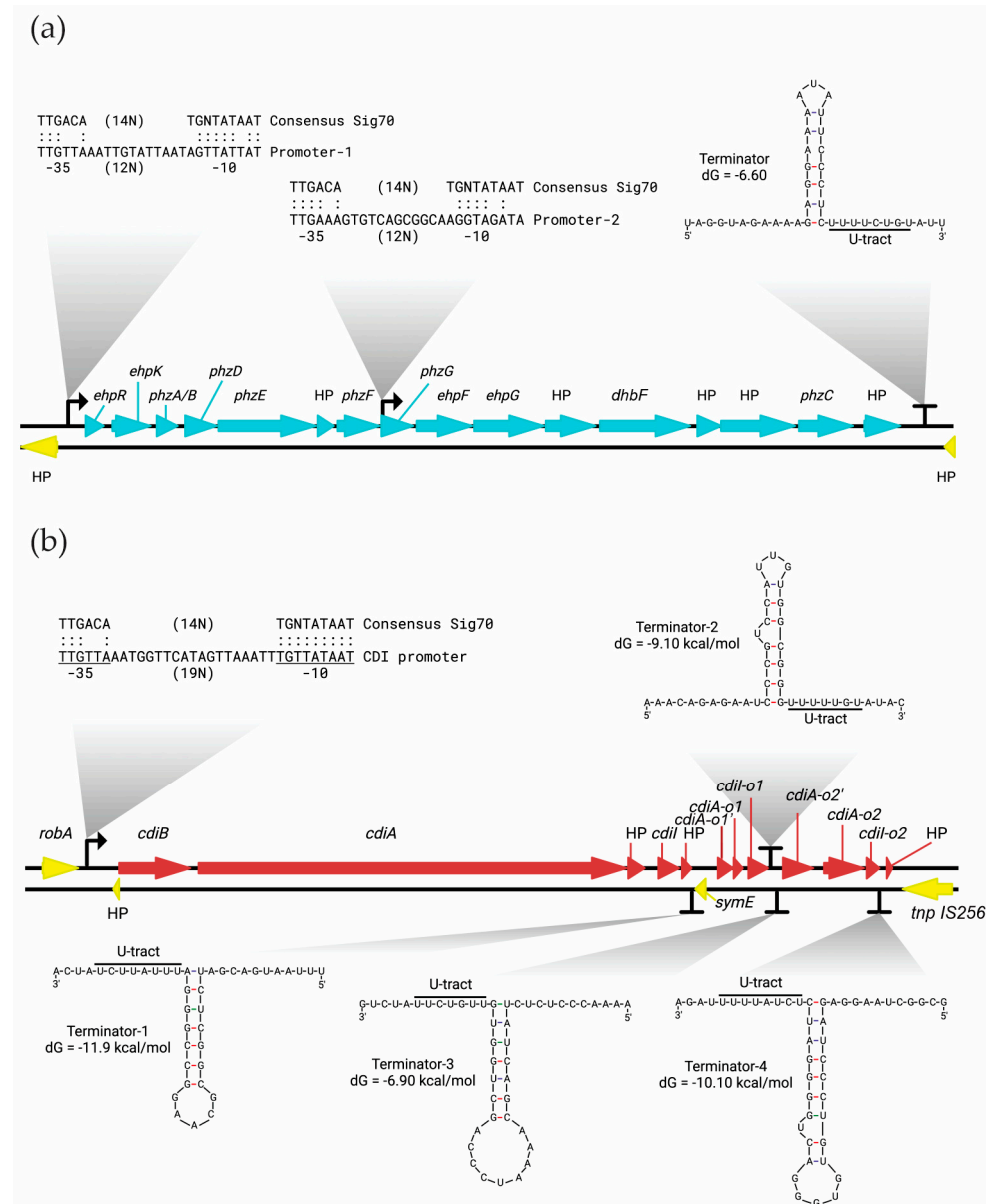 (a)
TTGACA (14N) TGNTATAAT Consensus Sig70
::: : ::::: ::
TTGTTAAATTGTATTAATAGTTATTAT Promoter-1
-35 (12N) -10
TTGACA (14N) TGNTATAAT Consensus Sig70
:::: : :::: :
TTGAAAGTGTCAGCGGCAAGGTAGATA Promoter-2
-35 (12N) -10
Terminator
dG = -6.60
U-A-G-G-U-A-G-A-A-A-A-G-C-U-U-U-U-C-U-G-U-A-U-U
5' 3'
U-tract
ehpR ehpK phzA/B phzD phzE HP phzF phzG ehpF ehpG HP dhbF HP HP phzC HP
HP HP
(b)
TTGACA (14N) TGNTATAAT Consensus Sig70
::: : :::::::::
TTGTTAAATGGTTCATAGTTAAATTTGTTATAAT CDI promoter
-35 (19N) -10
Terminator-2
dG = -9.10 kcal/mol
A-A-A-C-A-G-A-G-A-A-U-C-G-U-U-U-U-U-G-U-A-U-A-C
5' 3'
U-tract
robA cdiB cdiA HP cdiI HP cdiA-o1' cdiA-o1 cdiI-o1 cdiA-o2' cdiA-o2 cdiI-o2 HP
HP symE tnp IS256
U-tract
A-C-U-A-U-C-U-U-A-U-U-U-A-U-A-G-C-A-G-U-A-A-U-U-U
3' 5'
Terminator-1
dG = -11.9 kcal/mol
U-tract
G-U-C-U-A-U-U-C-U-G-U-U-G-U-C-U-C-U-C-C-C-A-A-A-A
3' 5'
Terminator-3
dG = -6.90 kcal/mol
U-tract
A-G-A-U-U-U-U-U-A-U-C-U-C-G-A-G-G-A-A-U-C-G-G-C-G
3' 5'
Terminator-4
dG = -10.10 kcal/mol